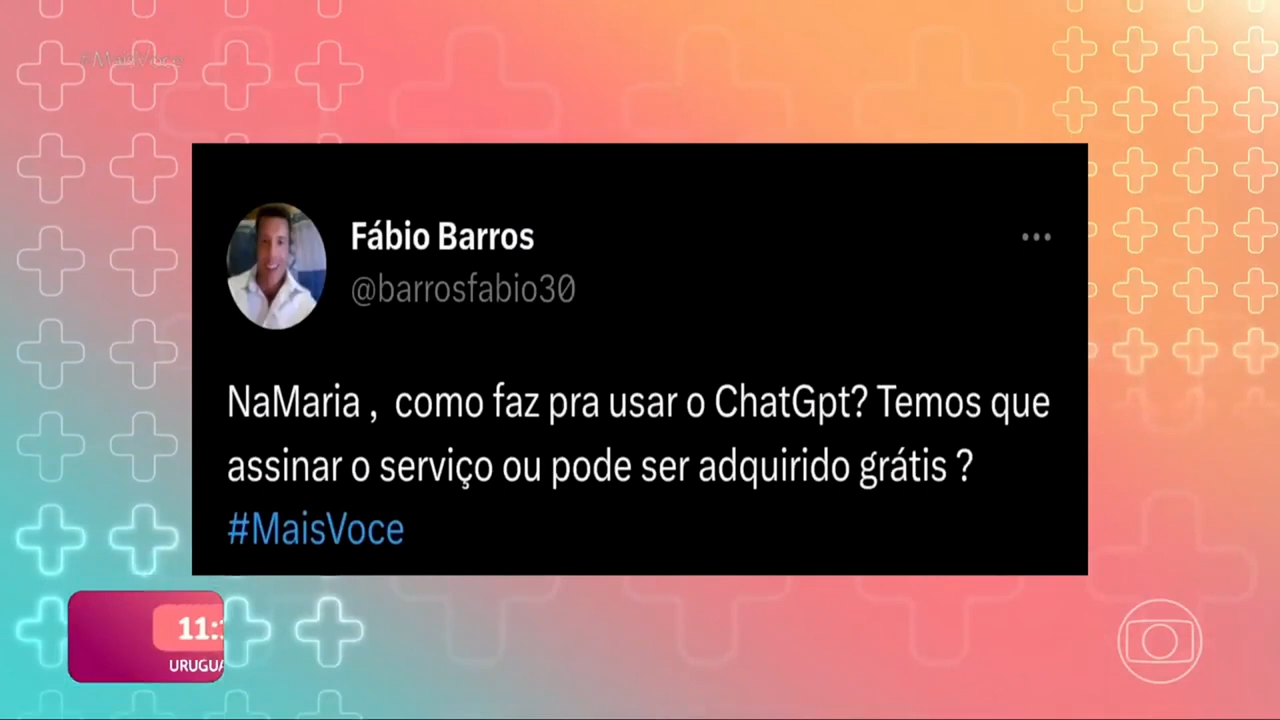 #MaisVoce
Fábio Barros
@barrosfabio30
NaMaria , como faz pra usar o ChatGpt? Temos que
assinar o serviço ou pode ser adquirido grátis ?
#MaisVoce
11: